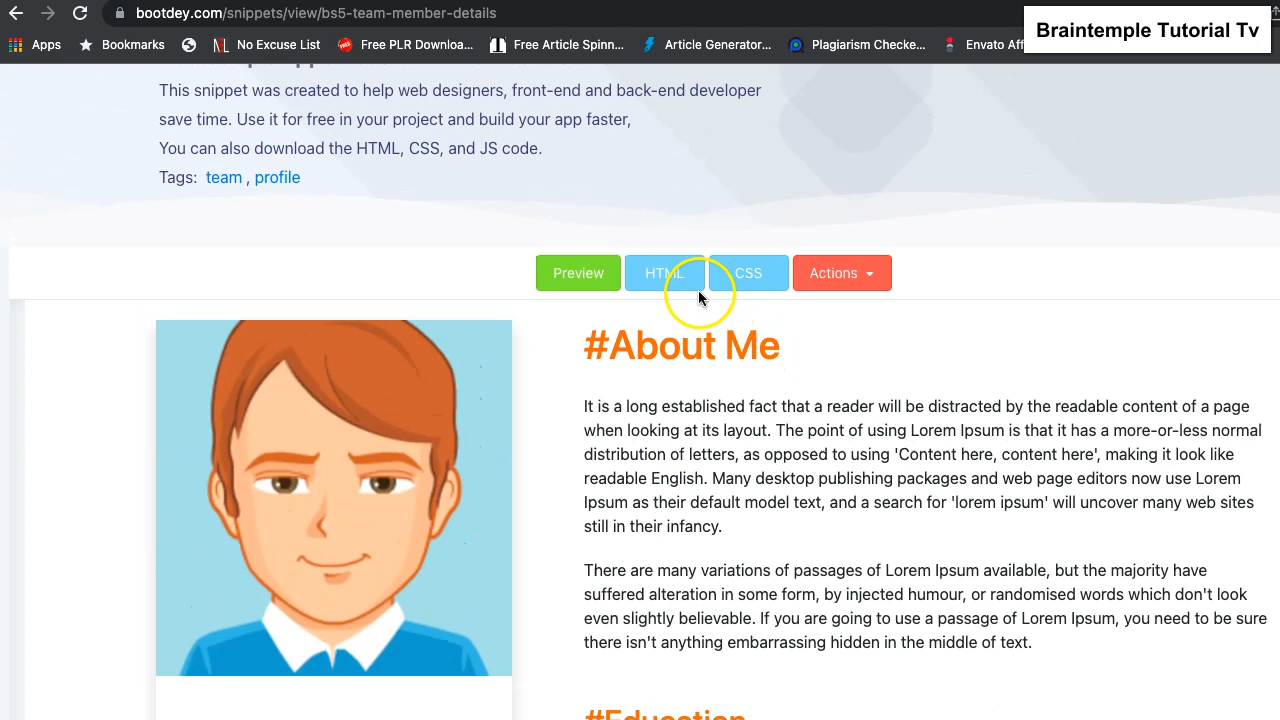 bootdey.com/snippets/view/bs5-team-member-details
Braintemple Tutorial Tv
Apps Bookmarks No Excuse List Free PLR Downloa... Free Article Spinn... Article Generator... Plagiarism Checke... Envato Aff
This snippet was created to help web designers, front-end and back-end developer
save time. Use it for free in your project and build your app faster,
You can also download the HTML, CSS, and JS code.
Tags: team , profile
Preview HTML CSS Actions
#About Me
It is a long established fact that a reader will be distracted by the readable content of a page
when looking at its layout. The point of using Lorem Ipsum is that it has a more-or-less normal
distribution of letters, as opposed to using 'Content here, content here', making it look like
readable English. Many desktop publishing packages and web page editors now use Lorem
Ipsum as their default model text, and a search for 'lorem ipsum' will uncover many web sites
still in their infancy.
There are many variations of passages of Lorem Ipsum available, but the majority have
suffered alteration in some form, by injected humour, or randomised words which don't look
even slightly believable. If you are going to use a passage of Lorem Ipsum, you need to be sure
there isn't anything embarrassing hidden in the middle of text.
#Education